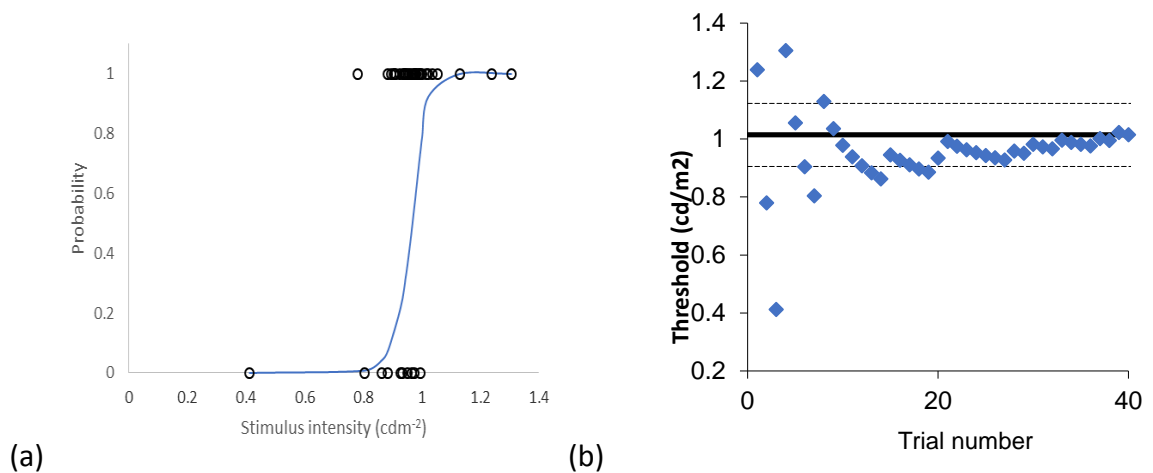 1
0.8
0.6
0.4
0.2
0
Probability
0 0.2 0.4 0.6 0.8 1 1.2 1.4
Stimulus intensity (cdm-2)
(a)
1.4
1.2
1
0.8
0.6
0.4
0.2
Threshold (cd/m2)
0 20 40
Trial number
(b)